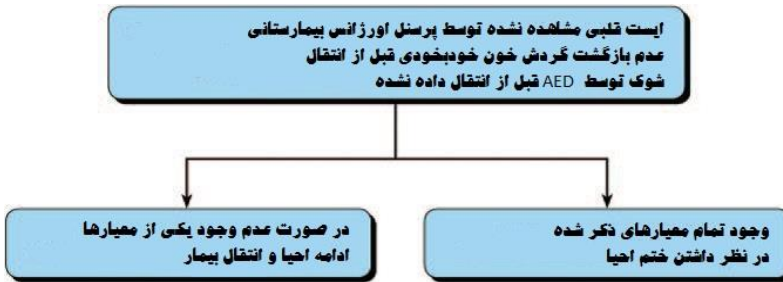 ایست قلبی مشاهده نشده توسط پرسنل اورژانس بیمارستانی
عدم بازگشت گردش خون خودبخودی قبل از انتقال
شوک توسط AED قبل از انتقال داده نشده
وجود تمام معیارهای ذکر شده
در نظر داشتن ختم احیا
در صورت عدم وجود یکی از معیارها
ادامه احیا و انتقال بیمار